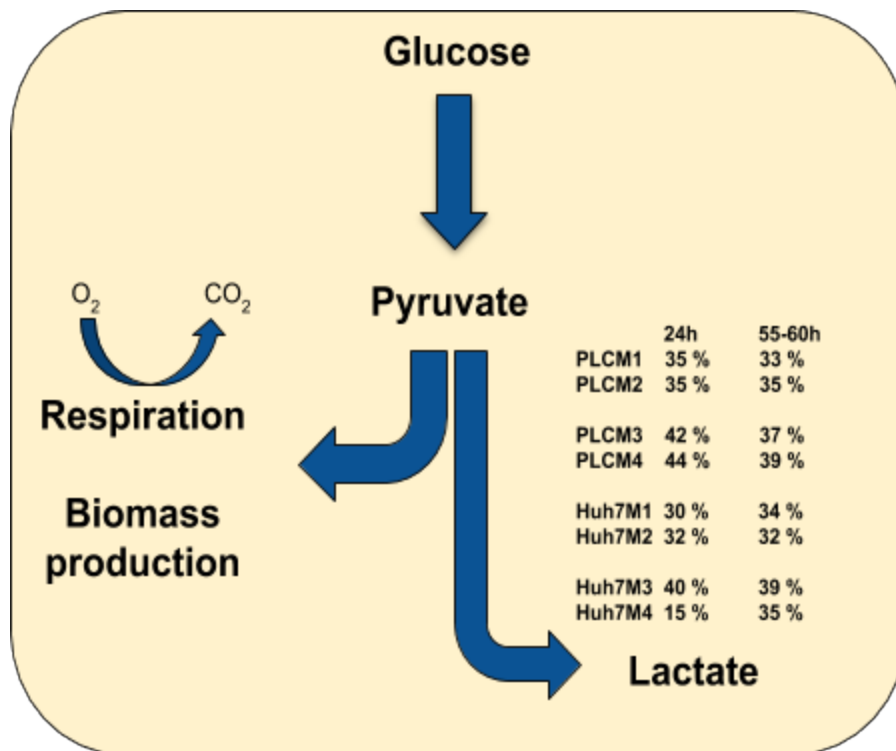 Glucose
Pyruvate
O2 CO2
Respiration
Biomass
production
24h 55-60h
PLCM1 35 % 33 %
PLCM2 35 % 35 %
PLCM3 42 % 37 %
PLCM4 44 % 39 %
Huh7M1 30 % 34 %
Huh7M2 32 % 32 %
Huh7M3 40 % 39 %
Huh7M4 15 % 35 %
Lactate